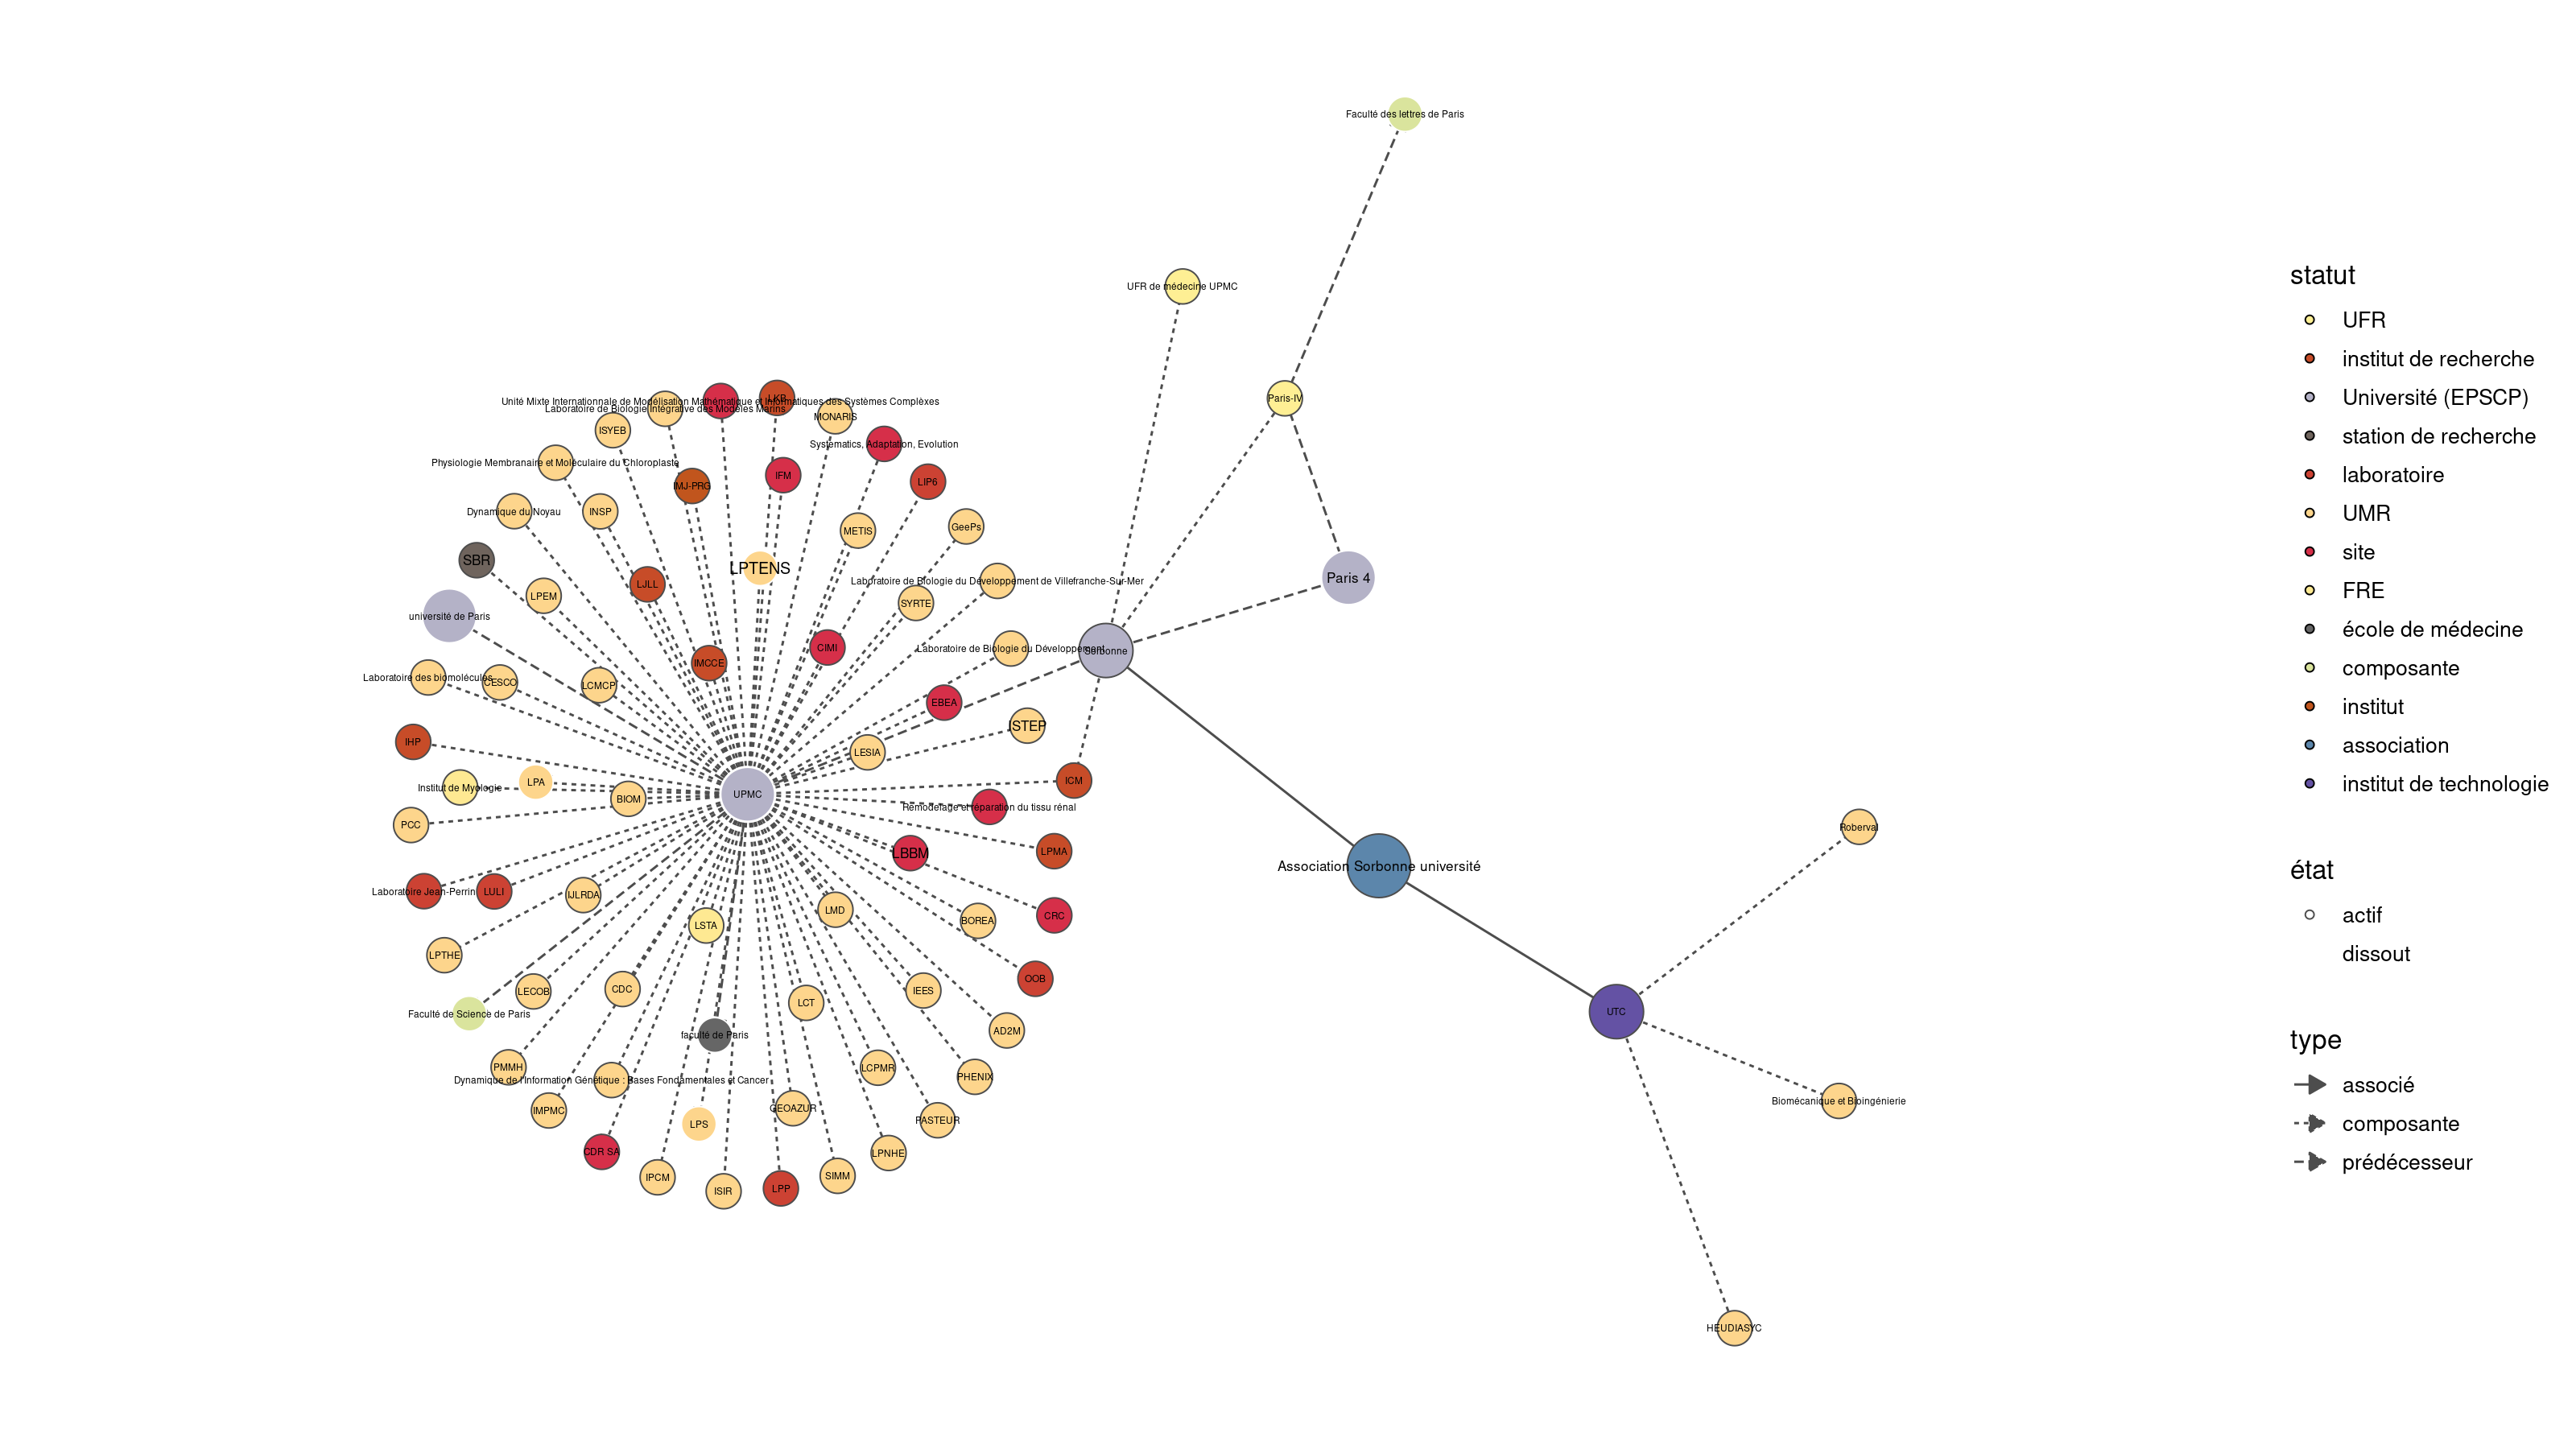 Faculté des lettres de Paris
UFR de médecine UPMC
Paris-IV
Paris 4
Sorbonne
Association Sorbonne université
UTC
Roberval
Biomécanique et Bioingénierie
HEUDIASYC
Unité Mixte Internationnale de Modélisation Mathématique et Informatiques des Systèmes Complèxes
LKB
Laboratoire de Biologie Intégrative des Modèles Marins
MONARIS
ISYEB
Systématics, Adaptation, Evolution
Physiologie Membranaire et Moléculaire du Chloroplaste
IFM
LIP6
IMJ-PRG
Dynamique du Noyau
INSP
METIS
GeePs
SBR
LPTENS
LJLL
Laboratoire de Biologie du Développement de Villefranche-Sur-Mer
LPEM
SYRTE
université de Paris
CIMI
Laboratoire de Biologie du Développement
IMCCE
Laboratoire des biomolécules
CESCO
LCMCP
EBEA
ISTEP
IHP
LESIA
ICM
LPA
Institut de Myologie
UPMC
BIOM
Remodelage et réparation du tissu rénal
PCC
LBBM
LPMA
Laboratoire Jean-Perrin
LULI
IJLRDA
LMD
CRC
BOREA
LSTA
LPTHE
OOB
CDC
LECOB
IEES
LCT
Faculté de Science de Paris
AD2M
faculté de Paris
PMMH
LCPMR
PHENIX
Dynamique de l'Information Génétique : Bases Fondamentales et Cancer
IMPMC
GEOAZUR
PASTEUR
LPS
CDR SA
LPNHE
IPCM
SIMM
LPP
ISIR
statut
UFR
institut de recherche
Université (EPSCP)
station de recherche
laboratoire
UMR
site
FRE
école de médecine
composante
institut
association
institut de technologie
état
actif
dissout
type
associé
composante
prédécesseur